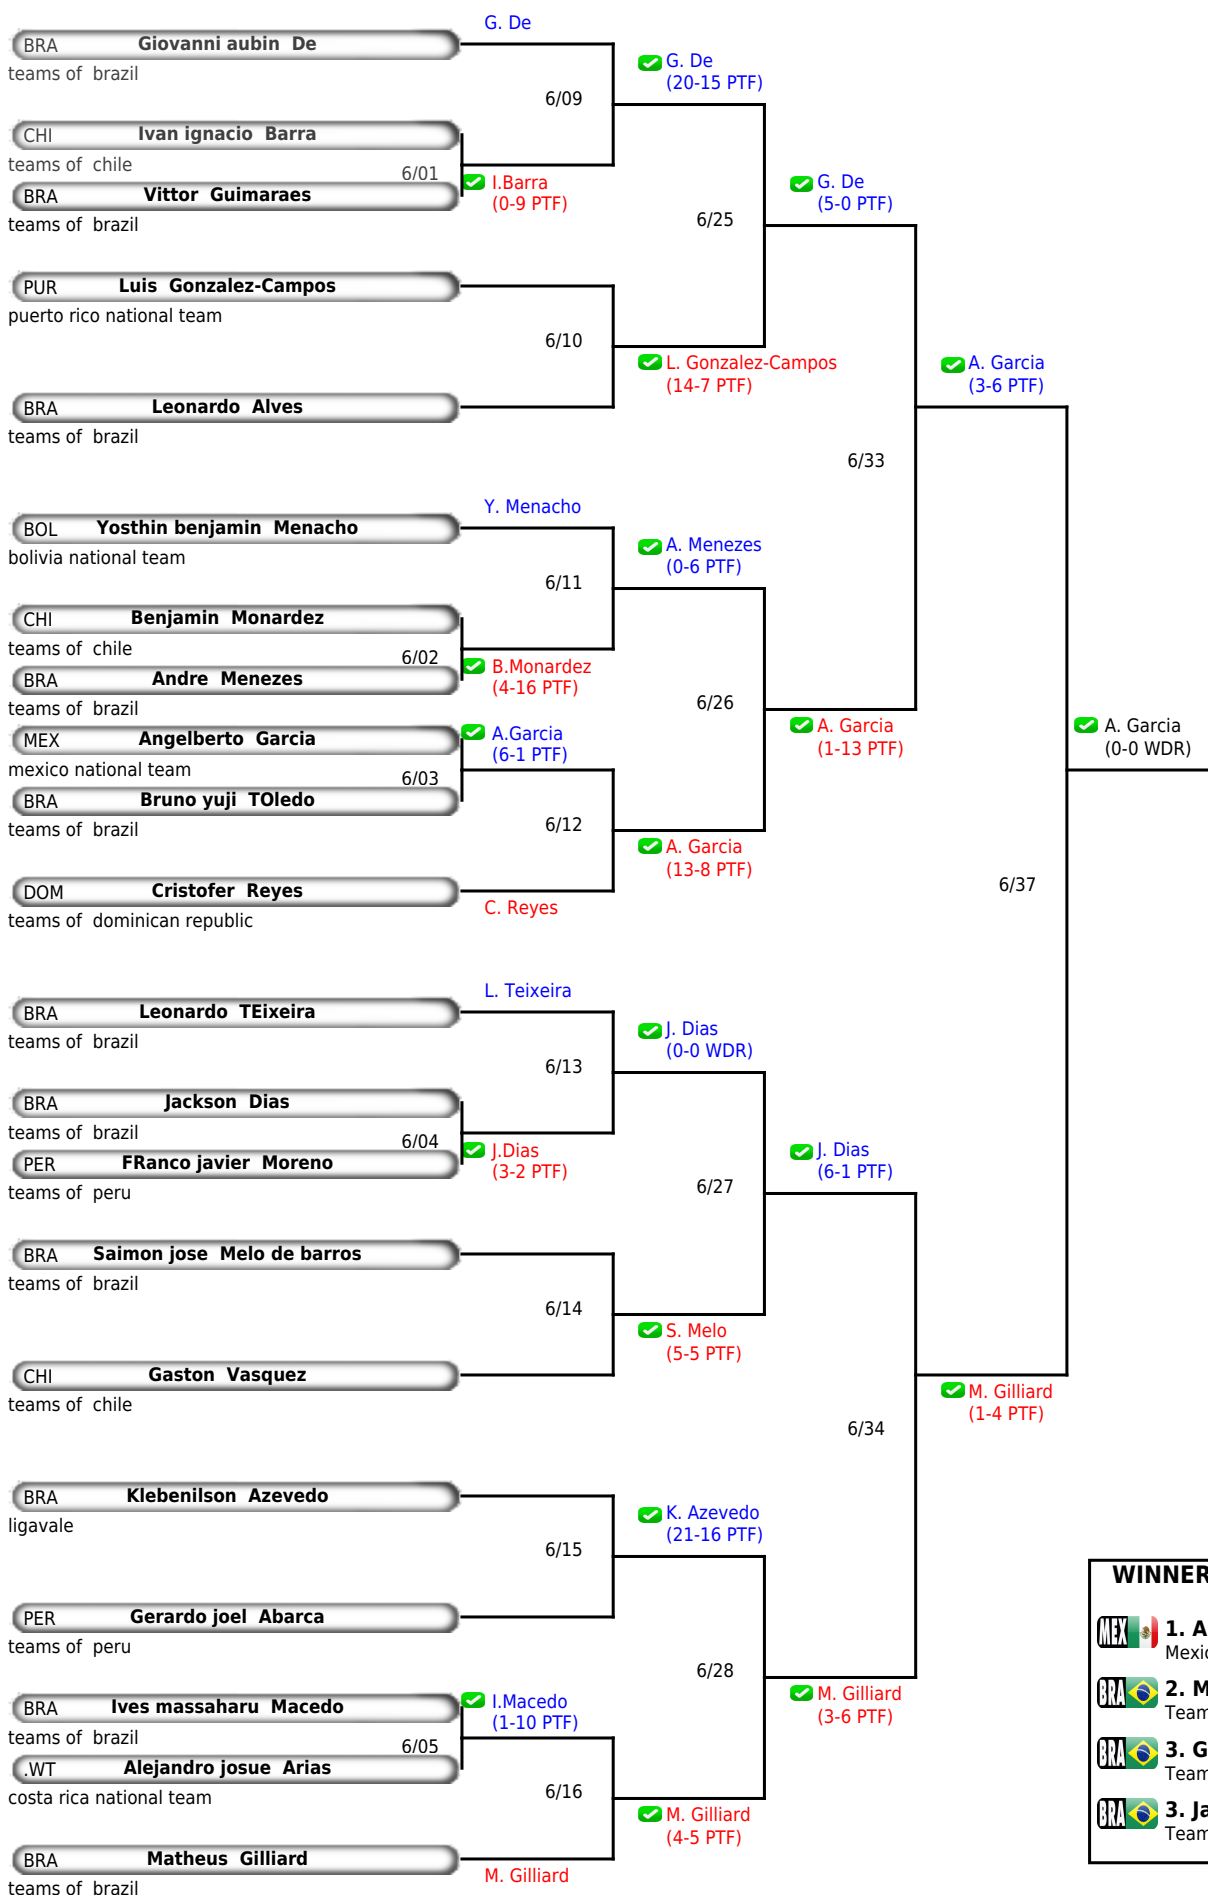 G. De
BRA Giovanni aubin De
teams of brazil
G. De
(20-15 PTF)
6/09
CHI Ivan ignacio Barra
teams of chile
6/01
I.Barra
(0-9 PTF)
BRA Vittor Guimaraes
teams of brazil
G. De
(5-0 PTF)
6/25
PUR Luis Gonzalez-Campos
puerto rico national team
6/10
L. Gonzalez-Campos
(14-7 PTF)
A. Garcia
(3-6 PTF)
BRA Leonardo Alves
teams of brazil
6/33
Y. Menacho
BOL Yosthin benjamin Menacho
bolivia national team
A. Menezes
(0-6 PTF)
6/11
CHI Benjamin Monardez
teams of chile
6/02
B.Monardez
(4-16 PTF)
BRA Andre Menezes
teams of brazil
6/26
MEX Angelberto Garcia
mexico national team
A.Garcia
(6-1 PTF)
A. Garcia
(1-13 PTF)
A. Garcia
(0-0 WDR)
6/03
BRA Bruno yuji TOledo
teams of brazil
6/12
A. Garcia
(13-8 PTF)
DOM Cristofer Reyes
teams of dominican republic
C. Reyes
6/37
L. Teixeira
BRA Leonardo TEixeira
teams of brazil
J. Dias
(0-0 WDR)
6/13
BRA Jackson Dias
teams of brazil
6/04
J.Dias
(3-2 PTF)
PER FRanco javier Moreno
teams of peru
J. Dias
(6-1 PTF)
6/27
BRA Saimon jose Melo de barros
teams of brazil
6/14
S. Melo
(5-5 PTF)
CHI Gaston Vasquez
teams of chile
M. Gilliard
(1-4 PTF)
6/34
BRA Klebenilson Azevedo
ligavale
K. Azevedo
(21-16 PTF)
6/15
PER Gerardo joel Abarca
teams of peru
6/28
BRA Ives massaharu Macedo
teams of brazil
I.Macedo
(1-10 PTF)
M. Gilliard
(3-6 PTF)
6/05
.WT Alejandro josue Arias
costa rica national team
6/16
M. Gilliard
(4-5 PTF)
BRA Matheus Gilliard
teams of brazil
M. Gilliard
WINNER
MEX 1. A
Mexic
BRA 2. M
Team
BRA 3. G
Team
BRA 3. Ja
Team